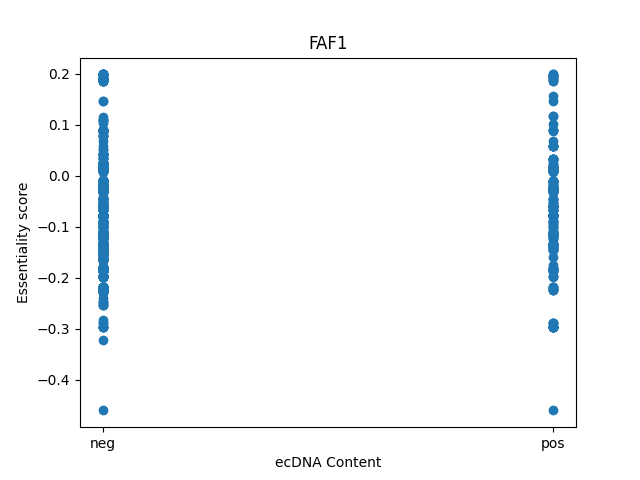 FAF1
0.2
0.1
0.0
−0.1
−0.2
−0.3
−0.4
Essentiality score
neg
pos
ecDNA Content